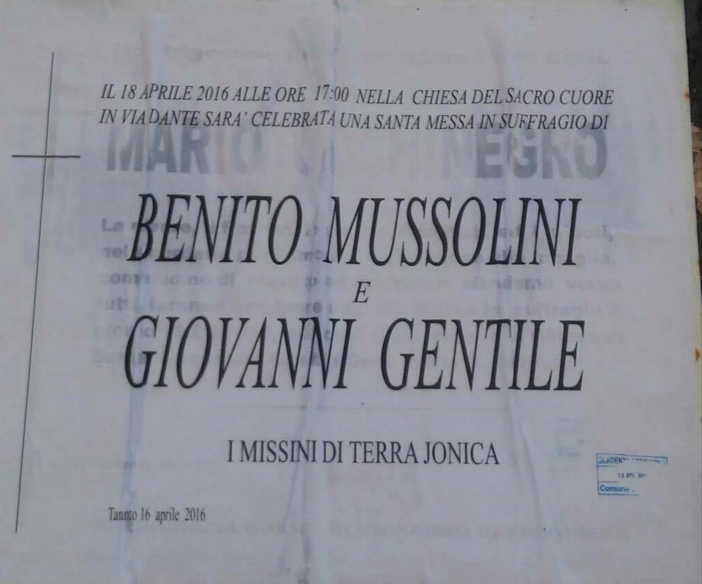 IL 18 APRILE 2016 ALLE ORE 17:00 NELLA CHIESA DEL SACRO CUORE
IN VIA DANTE SARA' CELEBRATA UNA SANTA MESSA IN SUFFRAGIO DI
BENITO MUSSOLINI
E
GIOVANNI GENTILE
I MISSINI DI TERRA JONICA
Taranto 16 aprile 2016
Comune